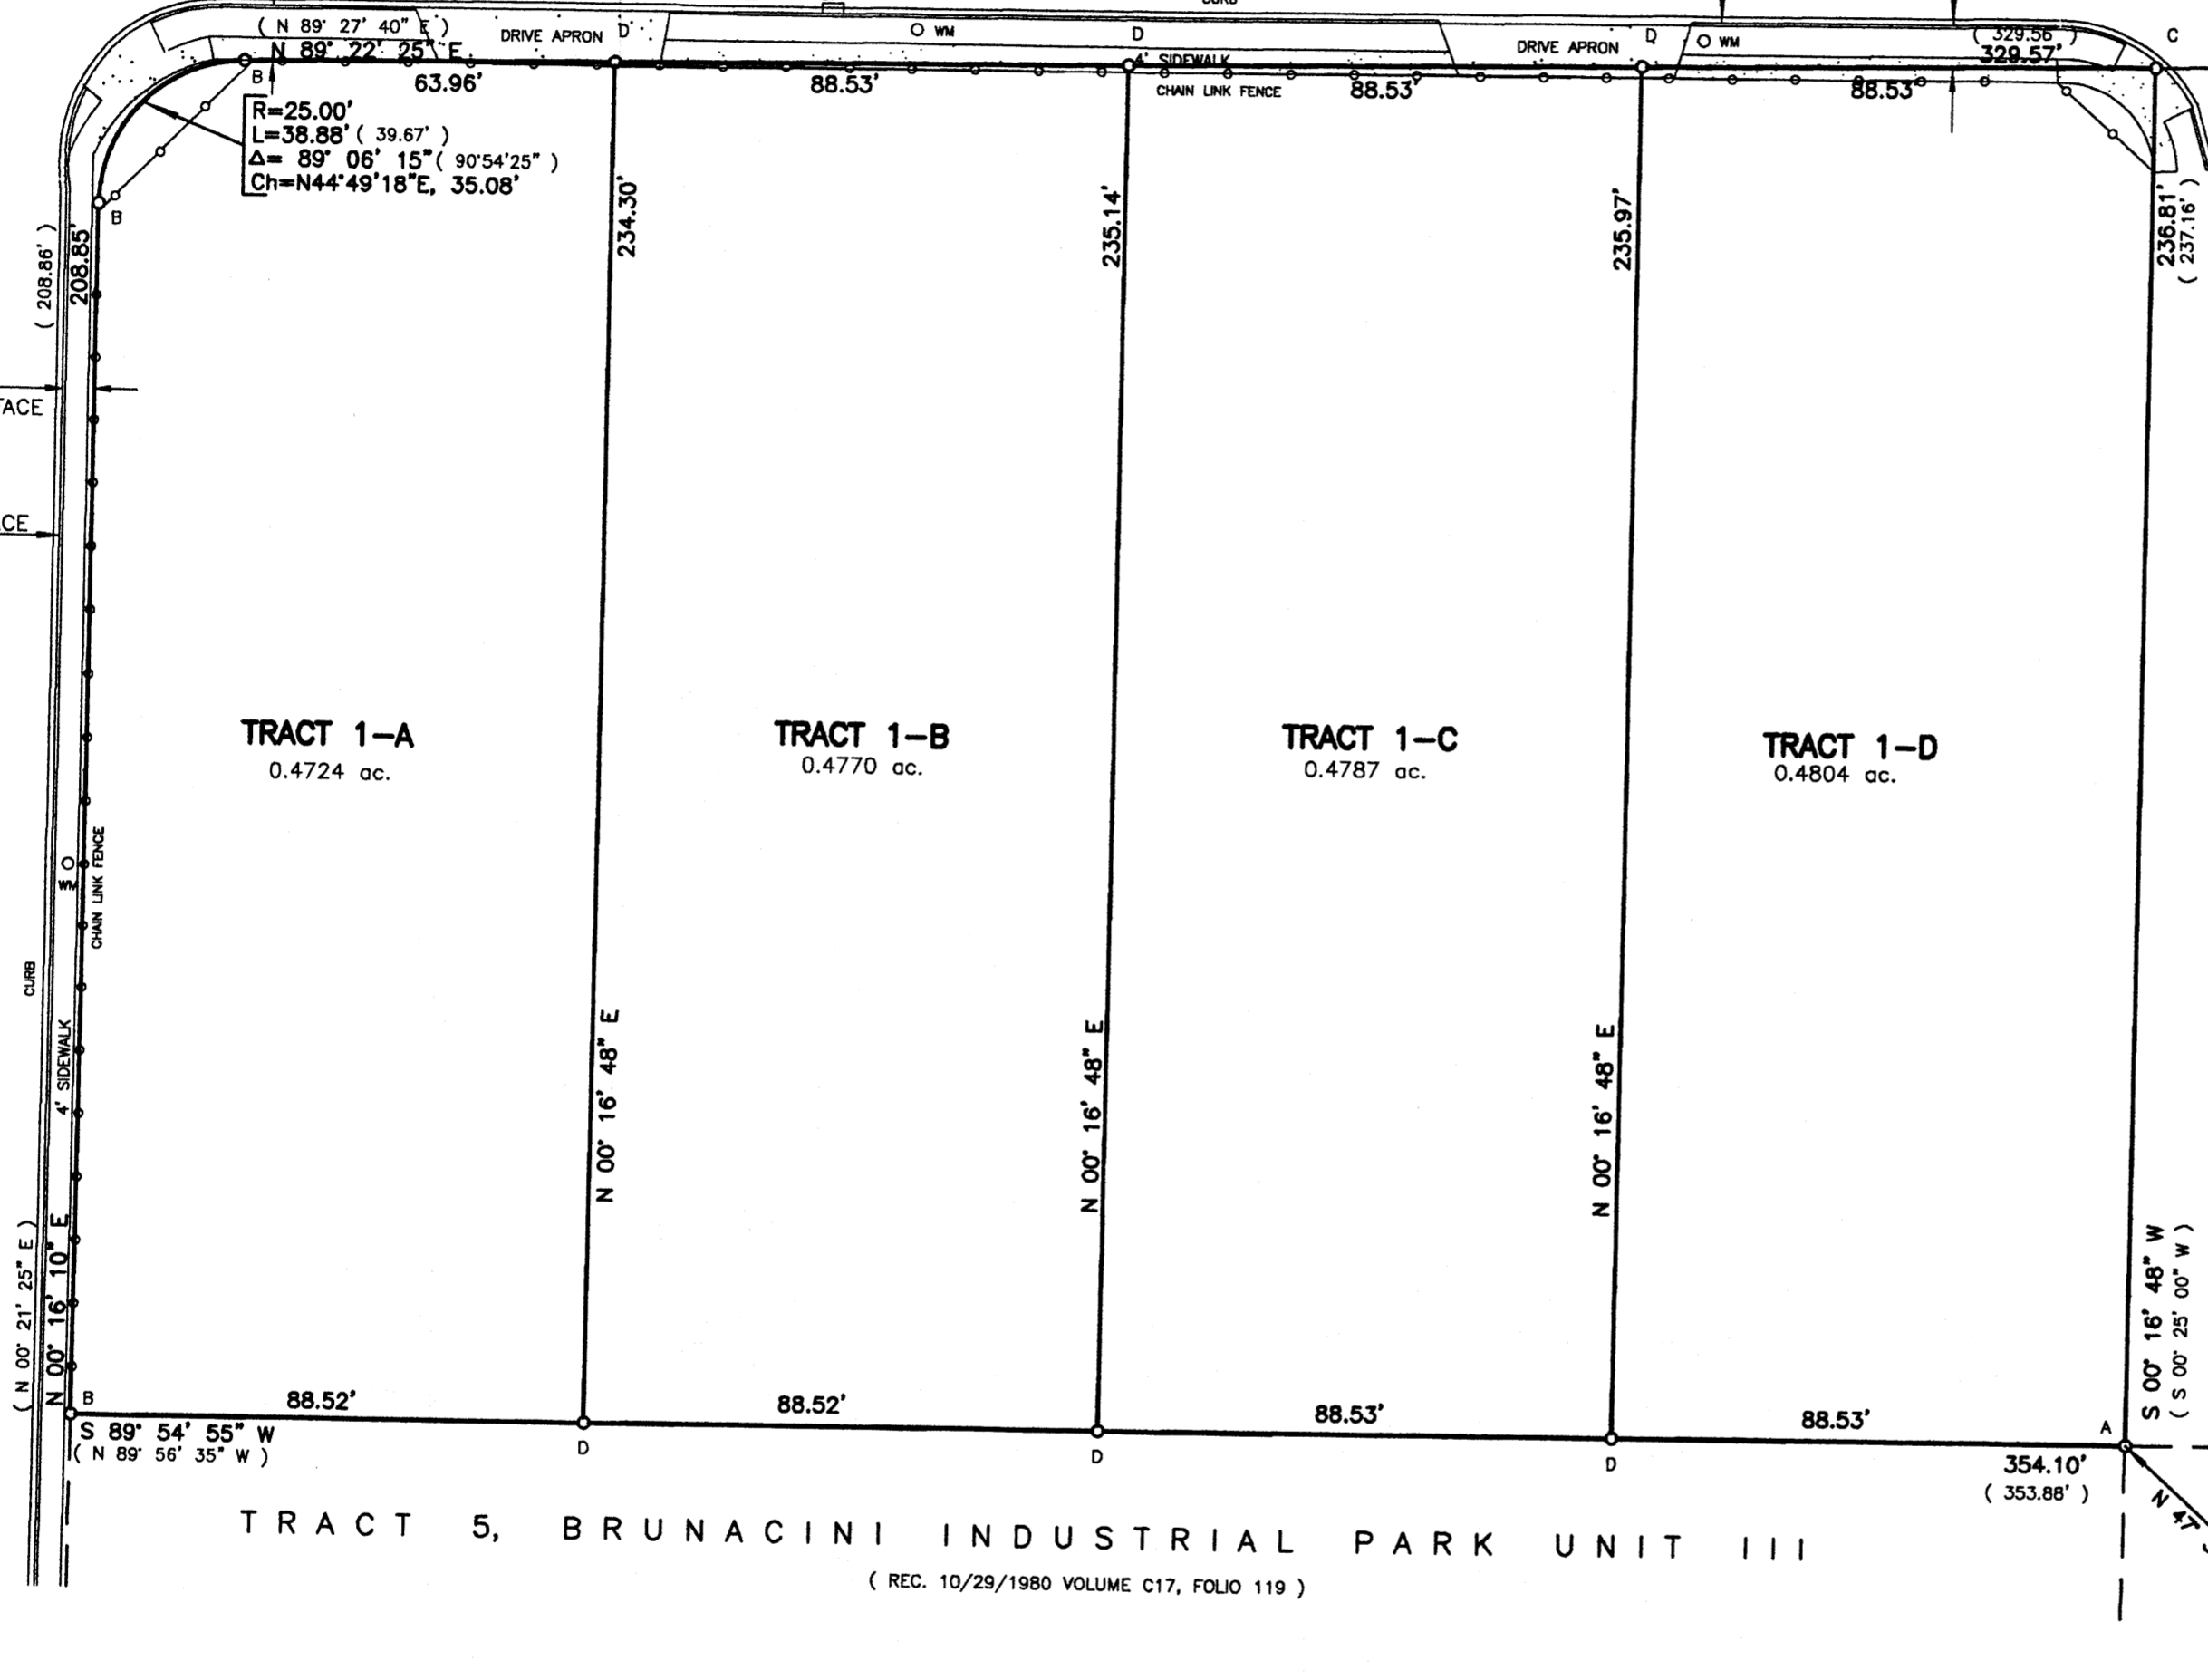 CURB
( N 89° 27' 40" E )
N 89° 22' 25" E
DRIVE APRON
D
WM
D
DRIVE APRON
D
WM
( 329.56 )
329.57'
C
B
63.96'
88.53'
4' SIDEWALK
CHAIN LINK FENCE
88.53'
88.53'
R=25.00'
L=38.88' ( 39.67' )
Δ= 89° 06' 15" ( 90°54'25" )
Ch=N44°49'18"E, 35.08'
B
( 208.86' )
208.85'
234.30'
235.14'
235.97'
236.81'
( 237.16' )
TRACT 1-A
0.4724 ac.
TRACT 1-B
0.4770 ac.
TRACT 1-C
0.4787 ac.
TRACT 1-D
0.4804 ac.
WM
CHAIN LINK FENCE
CURB
4' SIDEWALK
( N 00° 21' 25" E )
N 00° 16' 10" E
N 00° 16' 48" E
N 00° 16' 48" E
N 00° 16' 48" E
S 00° 16' 48" W
( S 00° 25' 00" W )
B
88.52'
88.52'
88.53'
88.53'
A
S 89° 54' 55" W
( N 89° 56' 35" W )
D
D
D
354.10'
( 353.88' )
N 47°
TRACT 5, BRUNACINI INDUSTRIAL PARK UNIT III
( REC. 10/29/1980 VOLUME C17, FOLIO 119 )